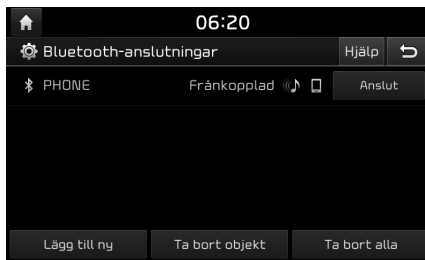 06:20
Bluetooth-anslutningar Hjälp
PHONE Frånkopplad Anslut
Lägg till ny Ta bort objekt Ta bort alla